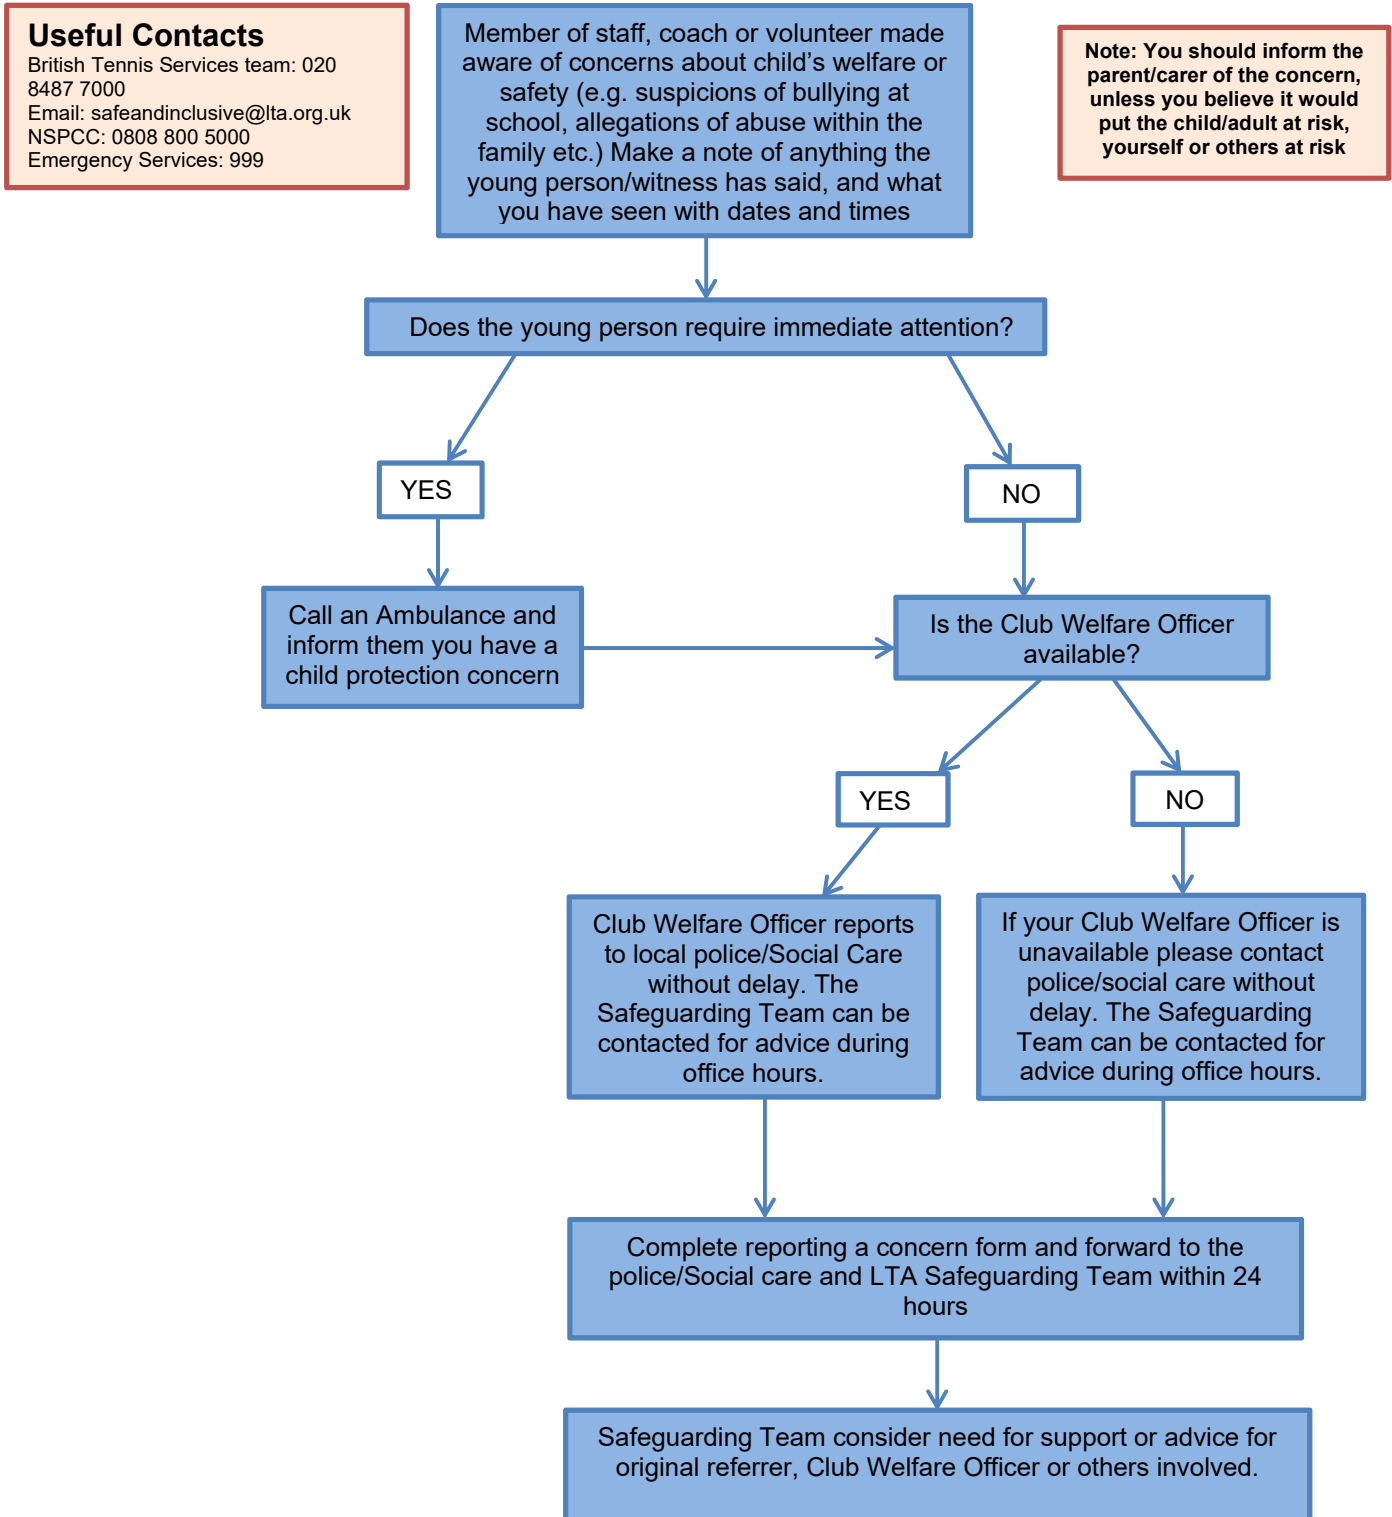 Useful Contacts
British Tennis Services team: 020
8487 7000
Email: safeandinclusive@lta.org.uk
NSPCC: 0808 800 5000
Emergency Services: 999
Member of staff, coach or volunteer made
aware of concerns about child’s welfare or
safety (e.g. suspicions of bullying at
school, allegations of abuse within the
family etc.) Make a note of anything the
young person/witness has said, and what
you have seen with dates and times
Note: You should inform the
parent/carer of the concern,
unless you believe it would
put the child/adult at risk,
yourself or others at risk
Does the young person require immediate attention?
YES
NO
Call an Ambulance and
inform them you have a
child protection concern
Is the Club Welfare Officer
available?
YES
NO
Club Welfare Officer reports
to local police/Social Care
without delay. The
Safeguarding Team can be
contacted for advice during
office hours.
If your Club Welfare Officer is
unavailable please contact
police/social care without
delay. The Safeguarding
Team can be contacted for
advice during office hours.
Complete reporting a concern form and forward to the
police/Social care and LTA Safeguarding Team within 24
hours
Safeguarding Team consider need for support or advice for
original referrer, Club Welfare Officer or others involved.